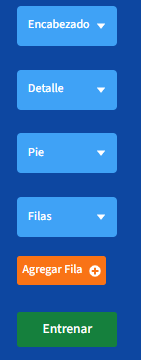 Encabezado
Detalle
Pie
Filas
Agregar Fila
Entrenar